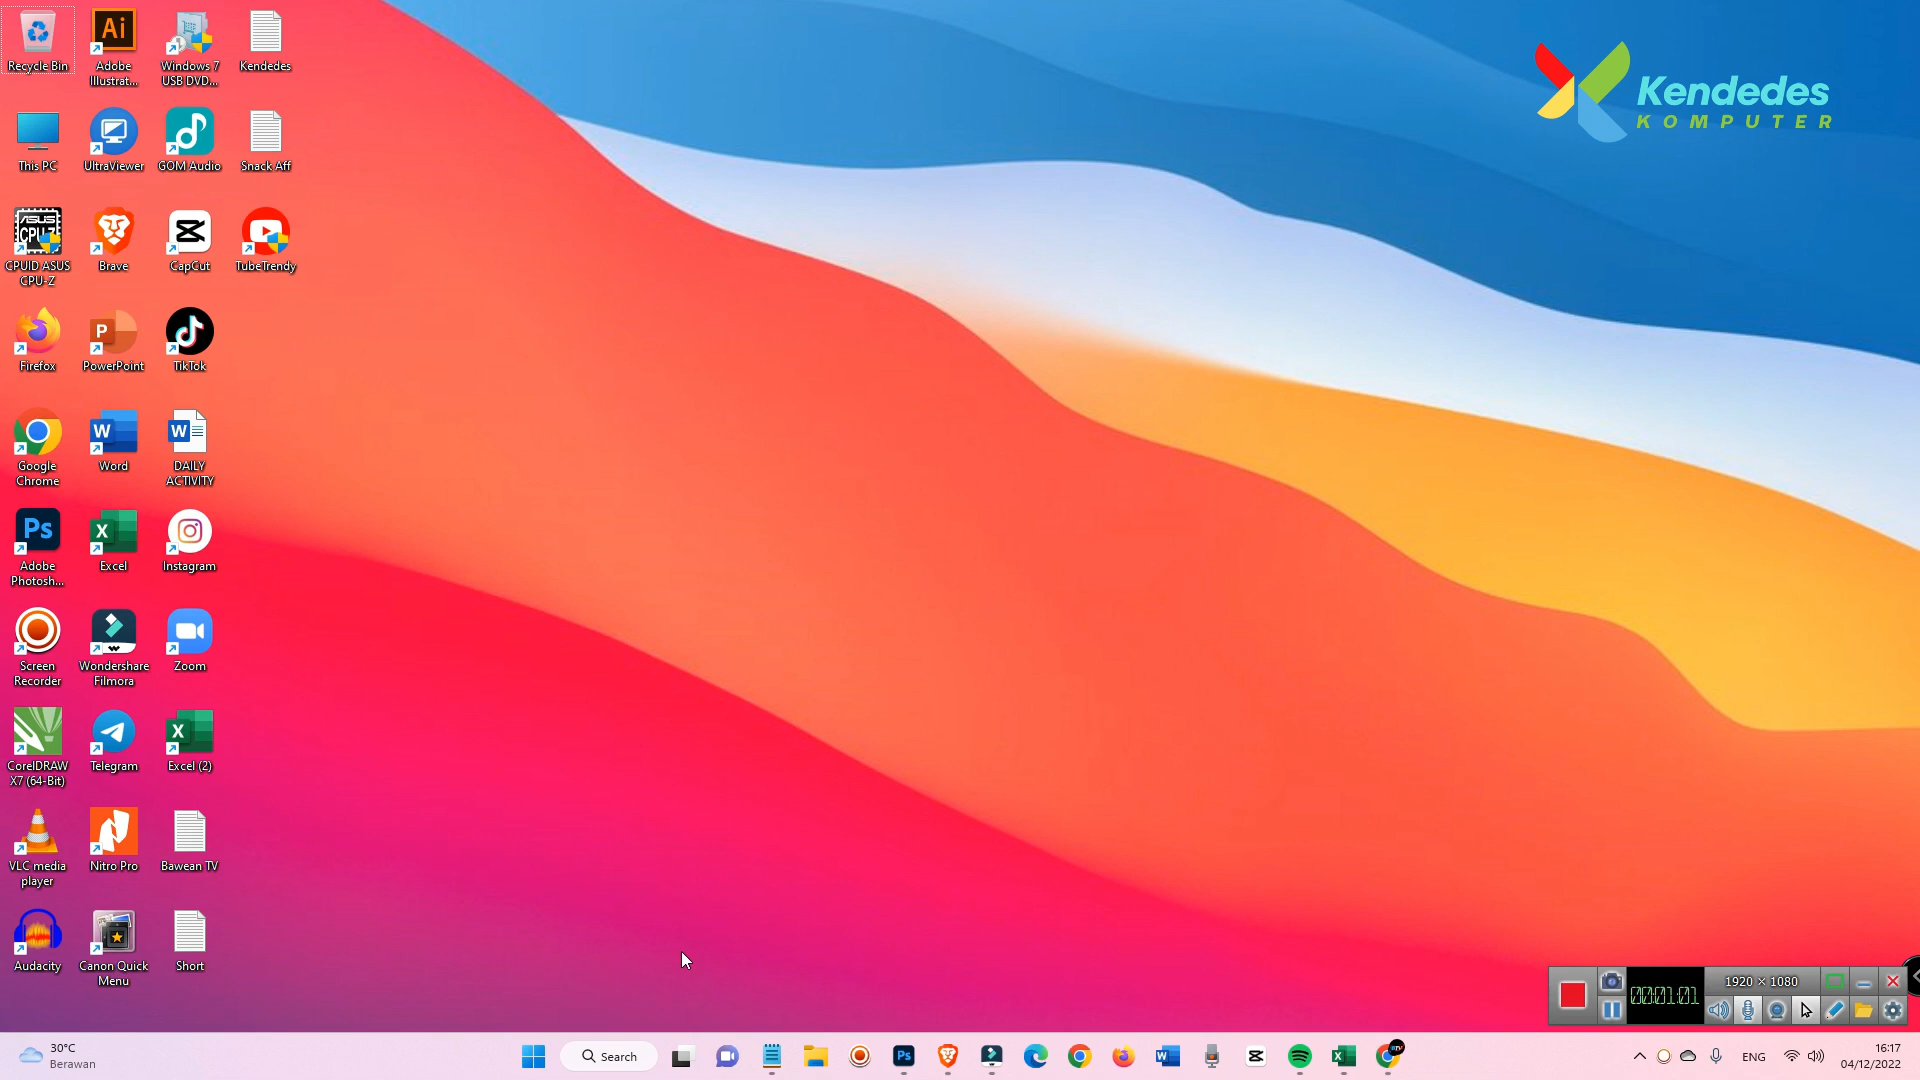 Recycle Bin
Adobe
Illustrat...
Windows 7
USB DVD...
Kendedes
This PC
UltraViewer
GOM Audio
Snack Aff
CPUID ASUS
CPU-Z
Brave
CapCut
TubeTrendy
Firefox
PowerPoint
TikTok
Google
Chrome
Word
DAILY
ACTIVITY
Adobe
Photosh...
Excel
Instagram
Screen
Recorder
Wondershare
Filmora
Zoom
CorelDRAW
X7 (64-Bit)
Telegram
Excel (2)
VLC media
player
Nitro Pro
Bawean TV
Audacity
Canon Quick
Menu
Short
Kendedes
KOMPUTER
1920 × 1080
00:01:01
30°C
Berawan
Search
ENG
16:17
04/12/2022